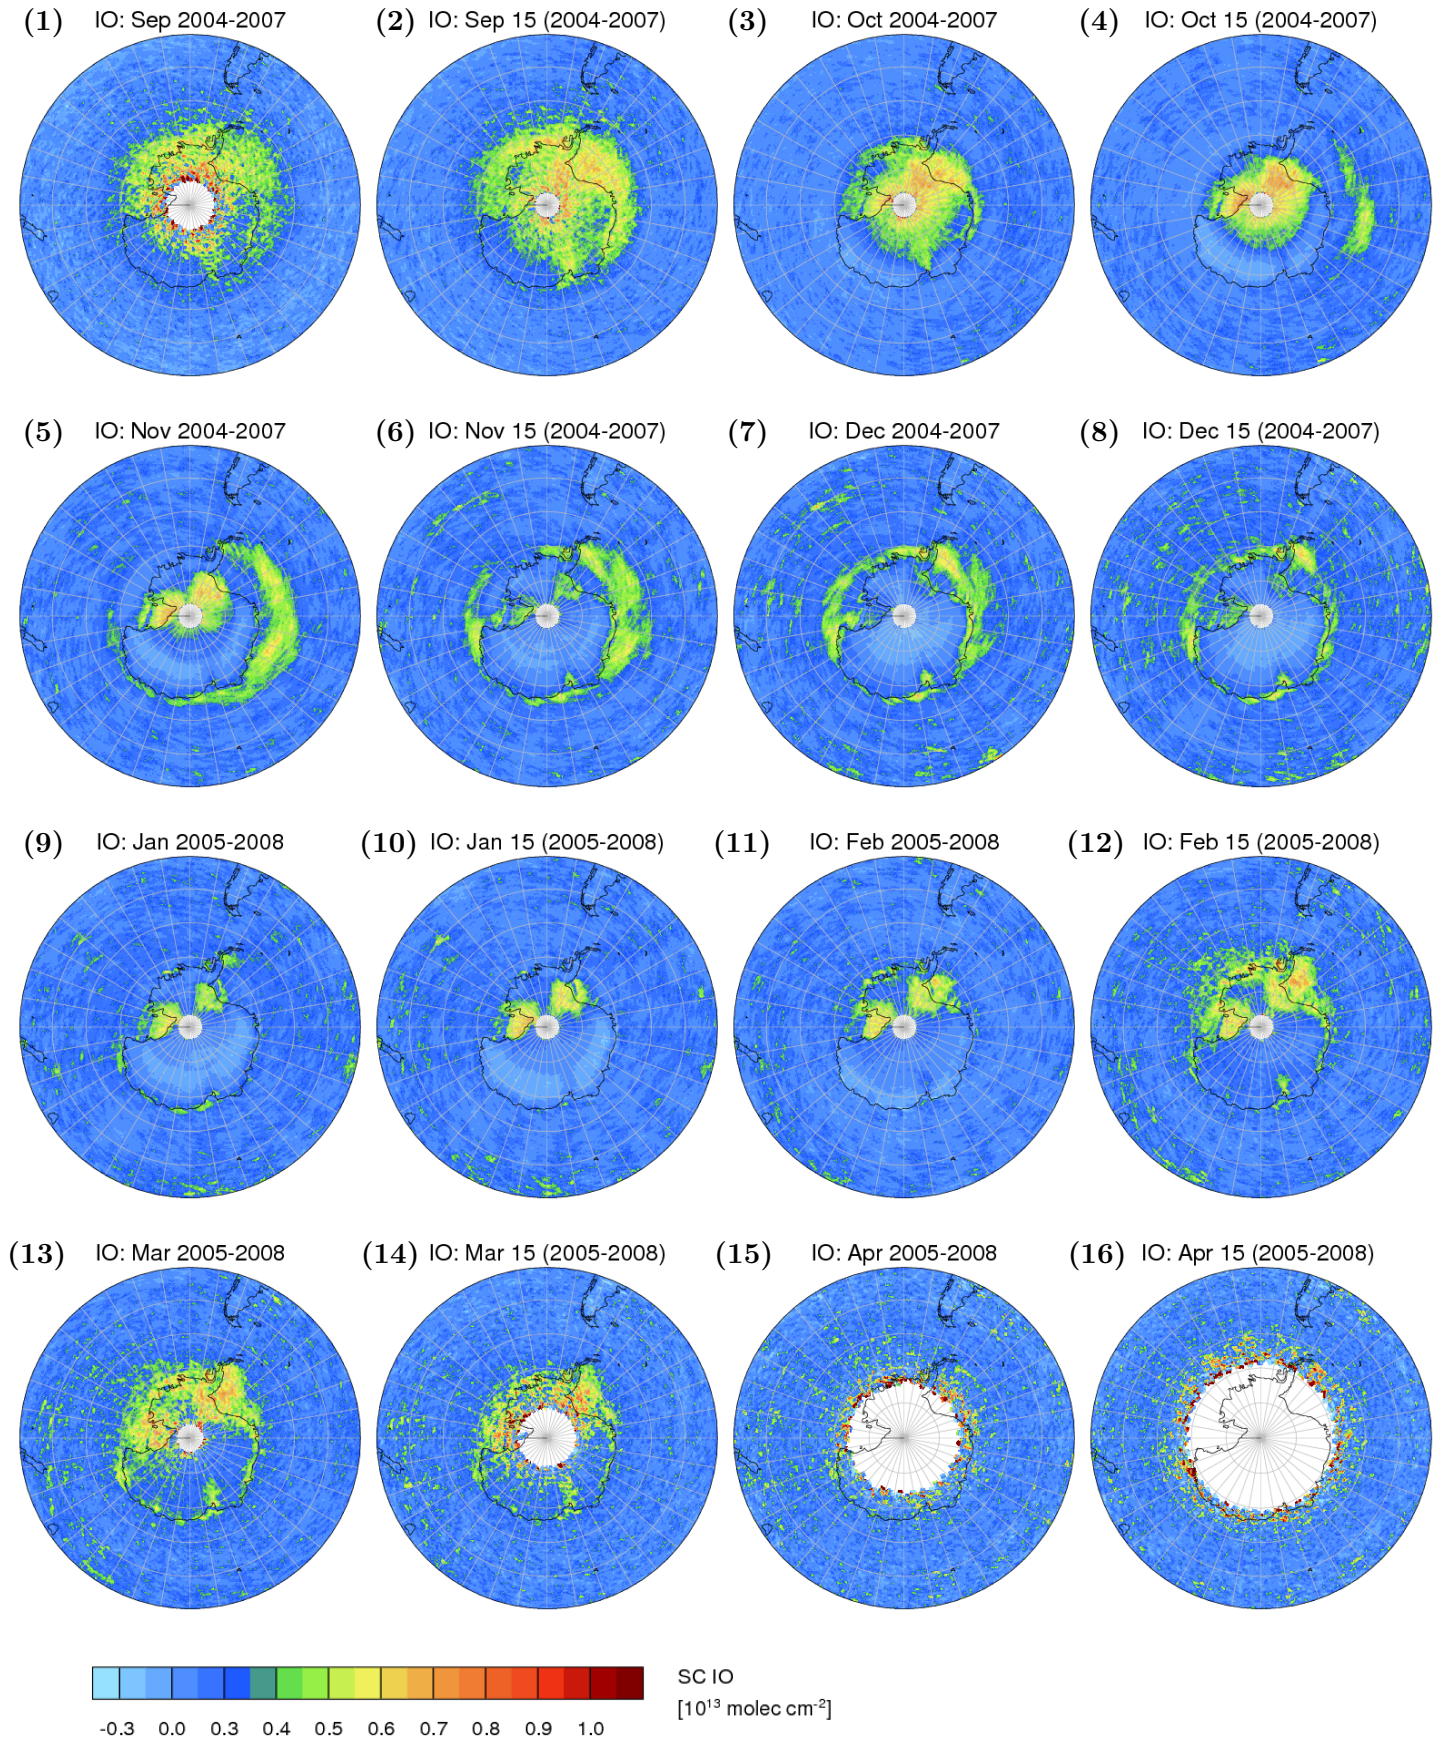 (1) IO: Sep 2004-2007
(2) IO: Sep 15 (2004-2007)
(3) IO: Oct 2004-2007
(4) IO: Oct 15 (2004-2007)
(5) IO: Nov 2004-2007
(6) IO: Nov 15 (2004-2007)
(7) IO: Dec 2004-2007
(8) IO: Dec 15 (2004-2007)
(9) IO: Jan 2005-2008
(10) IO: Jan 15 (2005-2008)
(11) IO: Feb 2005-2008
(12) IO: Feb 15 (2005-2008)
(13) IO: Mar 2005-2008
(14) IO: Mar 15 (2005-2008)
(15) IO: Apr 2005-2008
(16) IO: Apr 15 (2005-2008)
SC IO
[10¹³ molec cm⁻²]
-0.3 0.0 0.3 0.4 0.5 0.6 0.7 0.8 0.9 1.0